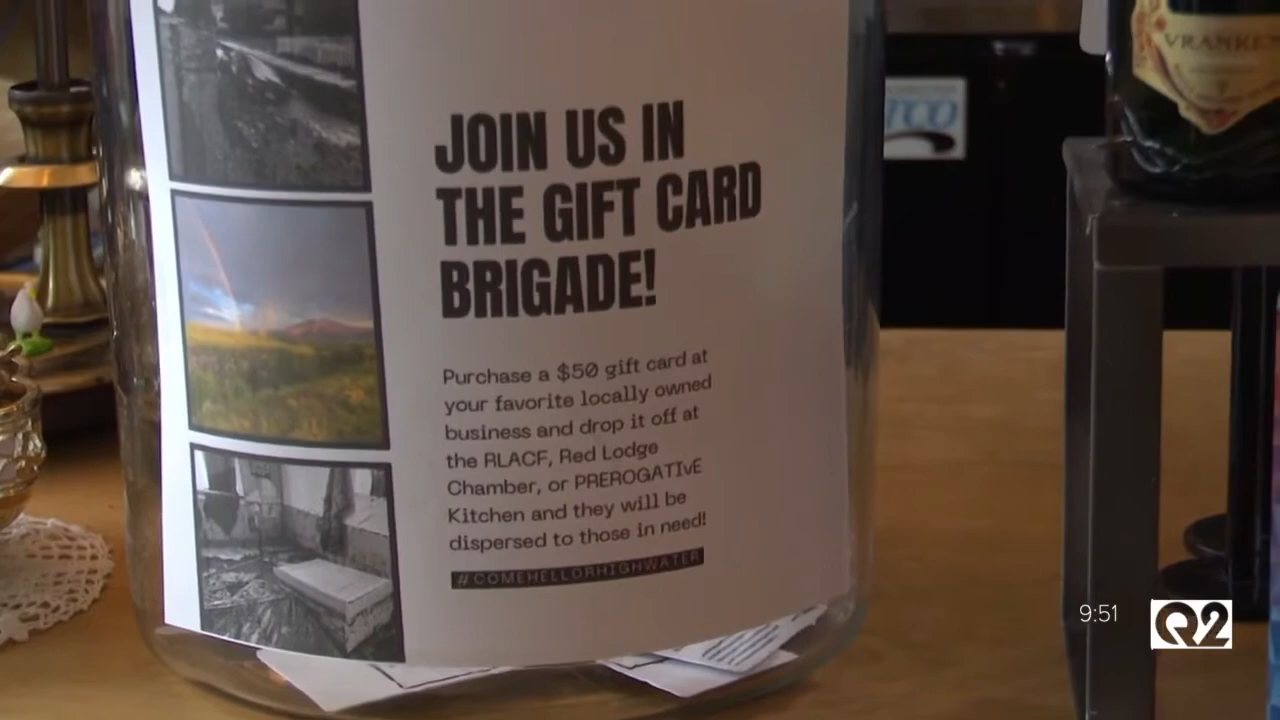 JOIN US IN
THE GIFT CARD
BRIGADE!
Purchase a $50 gift card at
your favorite locally owned
business and drop it off at
the RLACF, Red Lodge
Chamber, or PREROGATIvE
Kitchen and they will be
dispersed to those in need!
#COMEHELLORHIGHWATER
VRANKEN
9:51
Q2